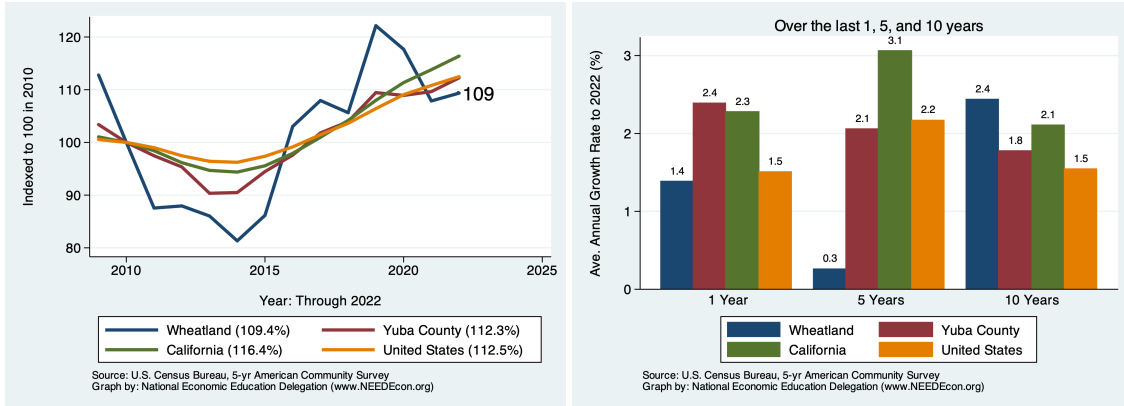 120
110
100
90
80
Indexed to 100 in 2010
109
2010
2015
2020
2025
Year: Through 2022
Wheatland (109.4%)
Yuba County (112.3%)
California (116.4%)
United States (112.5%)
Source: U.S. Census Bureau, 5-yr American Community Survey
Graph by: National Economic Education Delegation (www.NEEDEcon.org)
Over the last 1, 5, and 10 years
3
2
1
0
Ave. Annual Growth Rate to 2022 (%)
1.4
2.4
2.3
1.5
0.3
2.1
3.1
2.2
2.4
1.8
2.1
1.5
1 Year
5 Years
10 Years
Wheatland
Yuba County
California
United States
Source: U.S. Census Bureau, 5-yr American Community Survey
Graph by: National Economic Education Delegation (www.NEEDEcon.org)